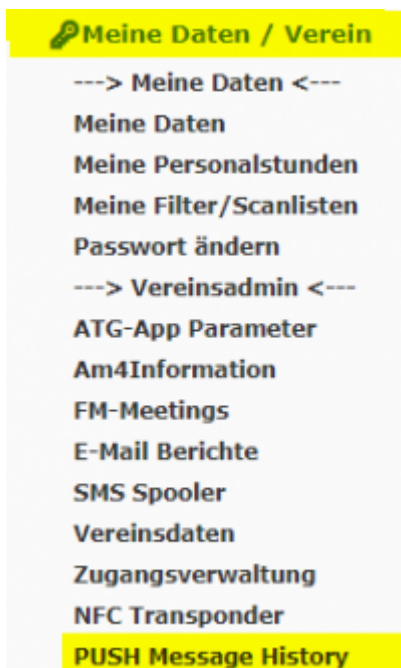 Meine Daten / Verein
---> Meine Daten <---
Meine Daten
Meine Personalstunden
Meine Filter/Scanlisten
Passwort ändern
---> Vereinsadmin <---
ATG-App Parameter
Am4Information
FM-Meetings
E-Mail Berichte
SMS Spooler
Vereinsdaten
Zugangsverwaltung
NFC Transponder
PUSH Message History